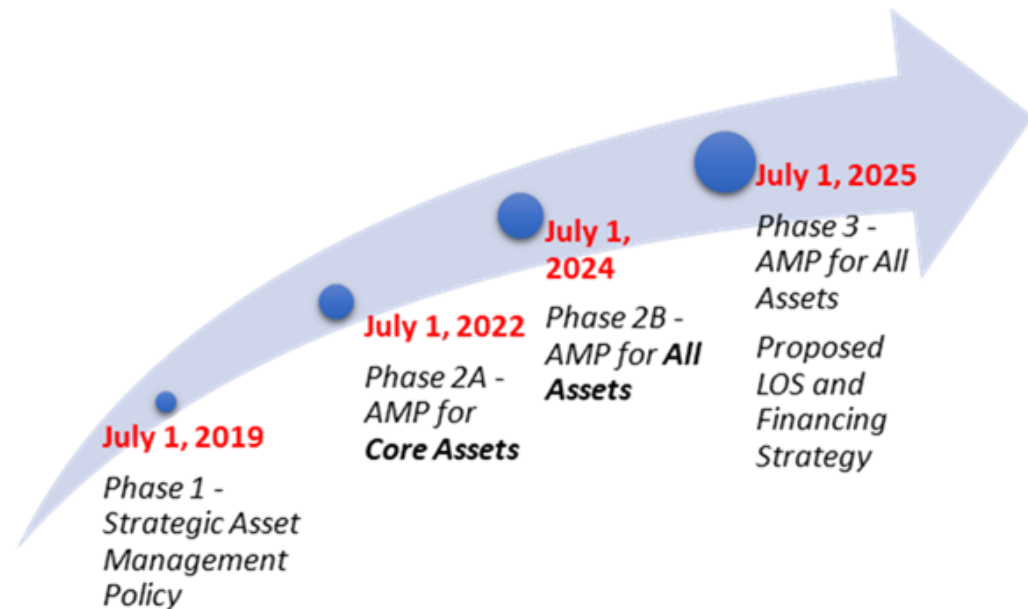 July 1, 2019
Phase 1 -
Strategic Asset
Management
Policy
July 1, 2022
Phase 2A -
AMP for
Core Assets
July 1,
2024
Phase 2B -
AMP for All
Assets
July 1, 2025
Phase 3 -
AMP for All
Assets
Proposed
LOS and
Financing
Strategy